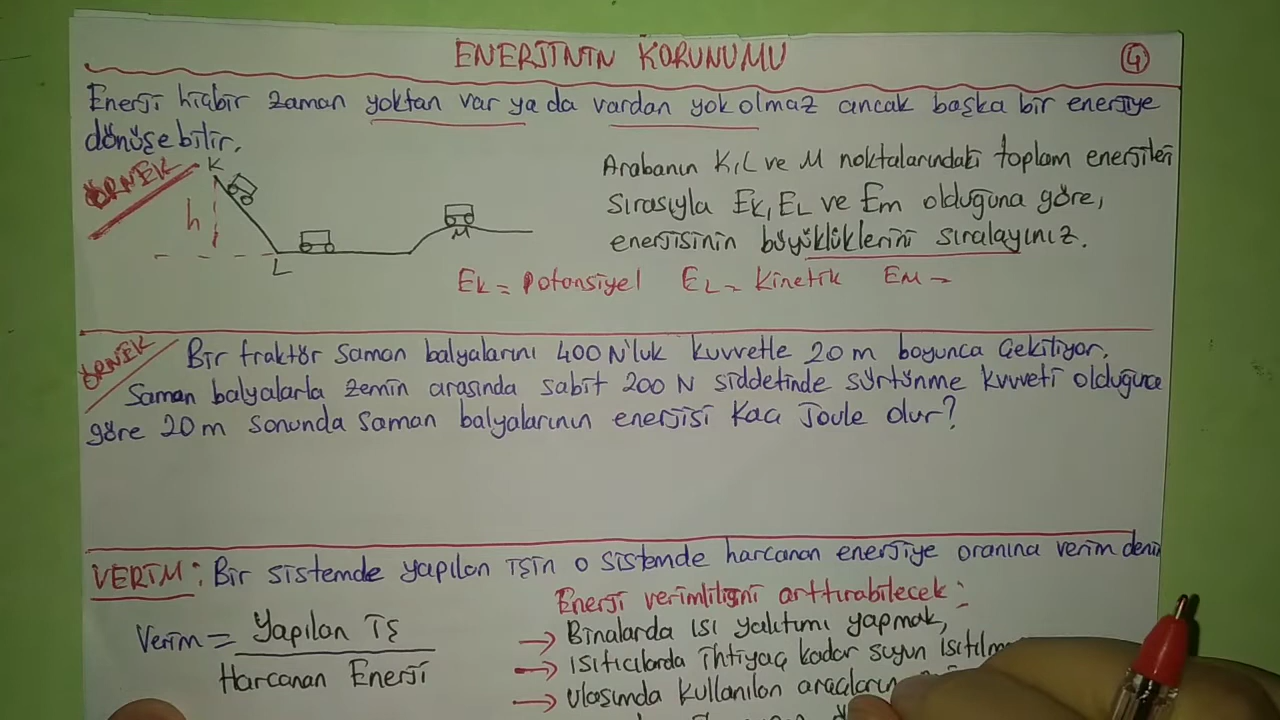 ENERJİNİN KORUNUMU
4
Enerji hiçbir zaman yoktan var ya da vardan yok olmaz ancak başka bir enerjiye
dönüşebilir.
ÖRNEK
K
h
L
M
Arabanın K,L ve M noktalarındaki toplam enerjileri
sırasıyla EK, EL ve Em olduğuna göre,
enerjisinin büyüklüklerini sıralayınız.
EK = Potansiyel EL = Kinetik EM =
ÖRNEK
Bir traktör saman balyalarını 400 N'luk kuvvetle 20 m boyunca çekiliyor.
Saman balyalarla zemin arasında sabit 200 N şiddetinde sürtünme kuvveti olduğuna
göre 20 m sonunda saman balyalarının enerjisi kaç Joule olur?
VERİM: Bir sistemde yapılan işin o sistemde harcanan enerjiye oranına verim denir
Enerji verimliliğini arttırabilecek:
Verim = Yapılan İş
Harcanan Enerji
→ Binalarda ısı yalıtımı yapmak,
→ ısıtıcılarda ihtiyaç kadar suyun
→ Ulaşımda kullanılan araçların